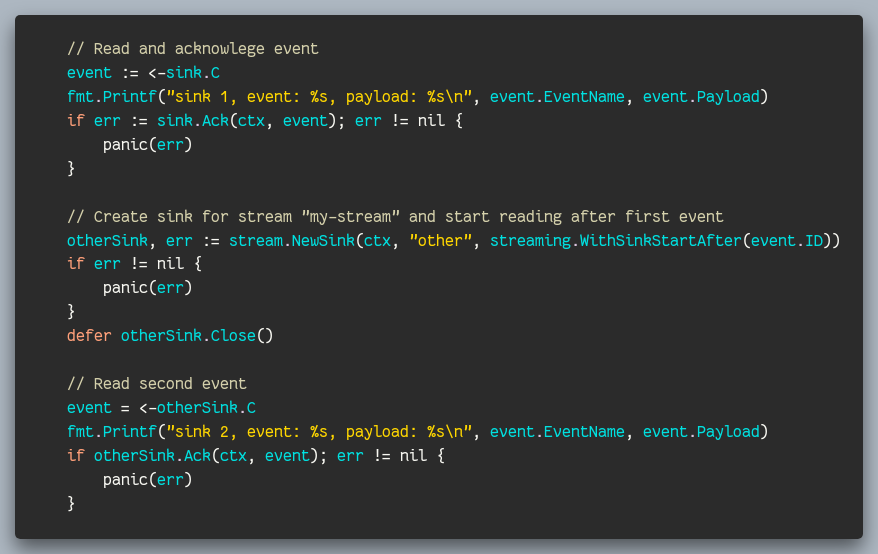 // Read and acknowlege event
event := <-sink.C
fmt.Printf("sink 1, event: %s, payload: %s\n", event.EventName, event.Payload)
if err := sink.Ack(ctx, event); err != nil {
    panic(err)
}

// Create sink for stream "my-stream" and start reading after first event
otherSink, err := stream.NewSink(ctx, "other", streaming.WithSinkStartAfter(event.ID))
if err != nil {
    panic(err)
}
defer otherSink.Close()

// Read second event
event = <-otherSink.C
fmt.Printf("sink 2, event: %s, payload: %s\n", event.EventName, event.Payload)
if otherSink.Ack(ctx, event); err != nil {
    panic(err)
}